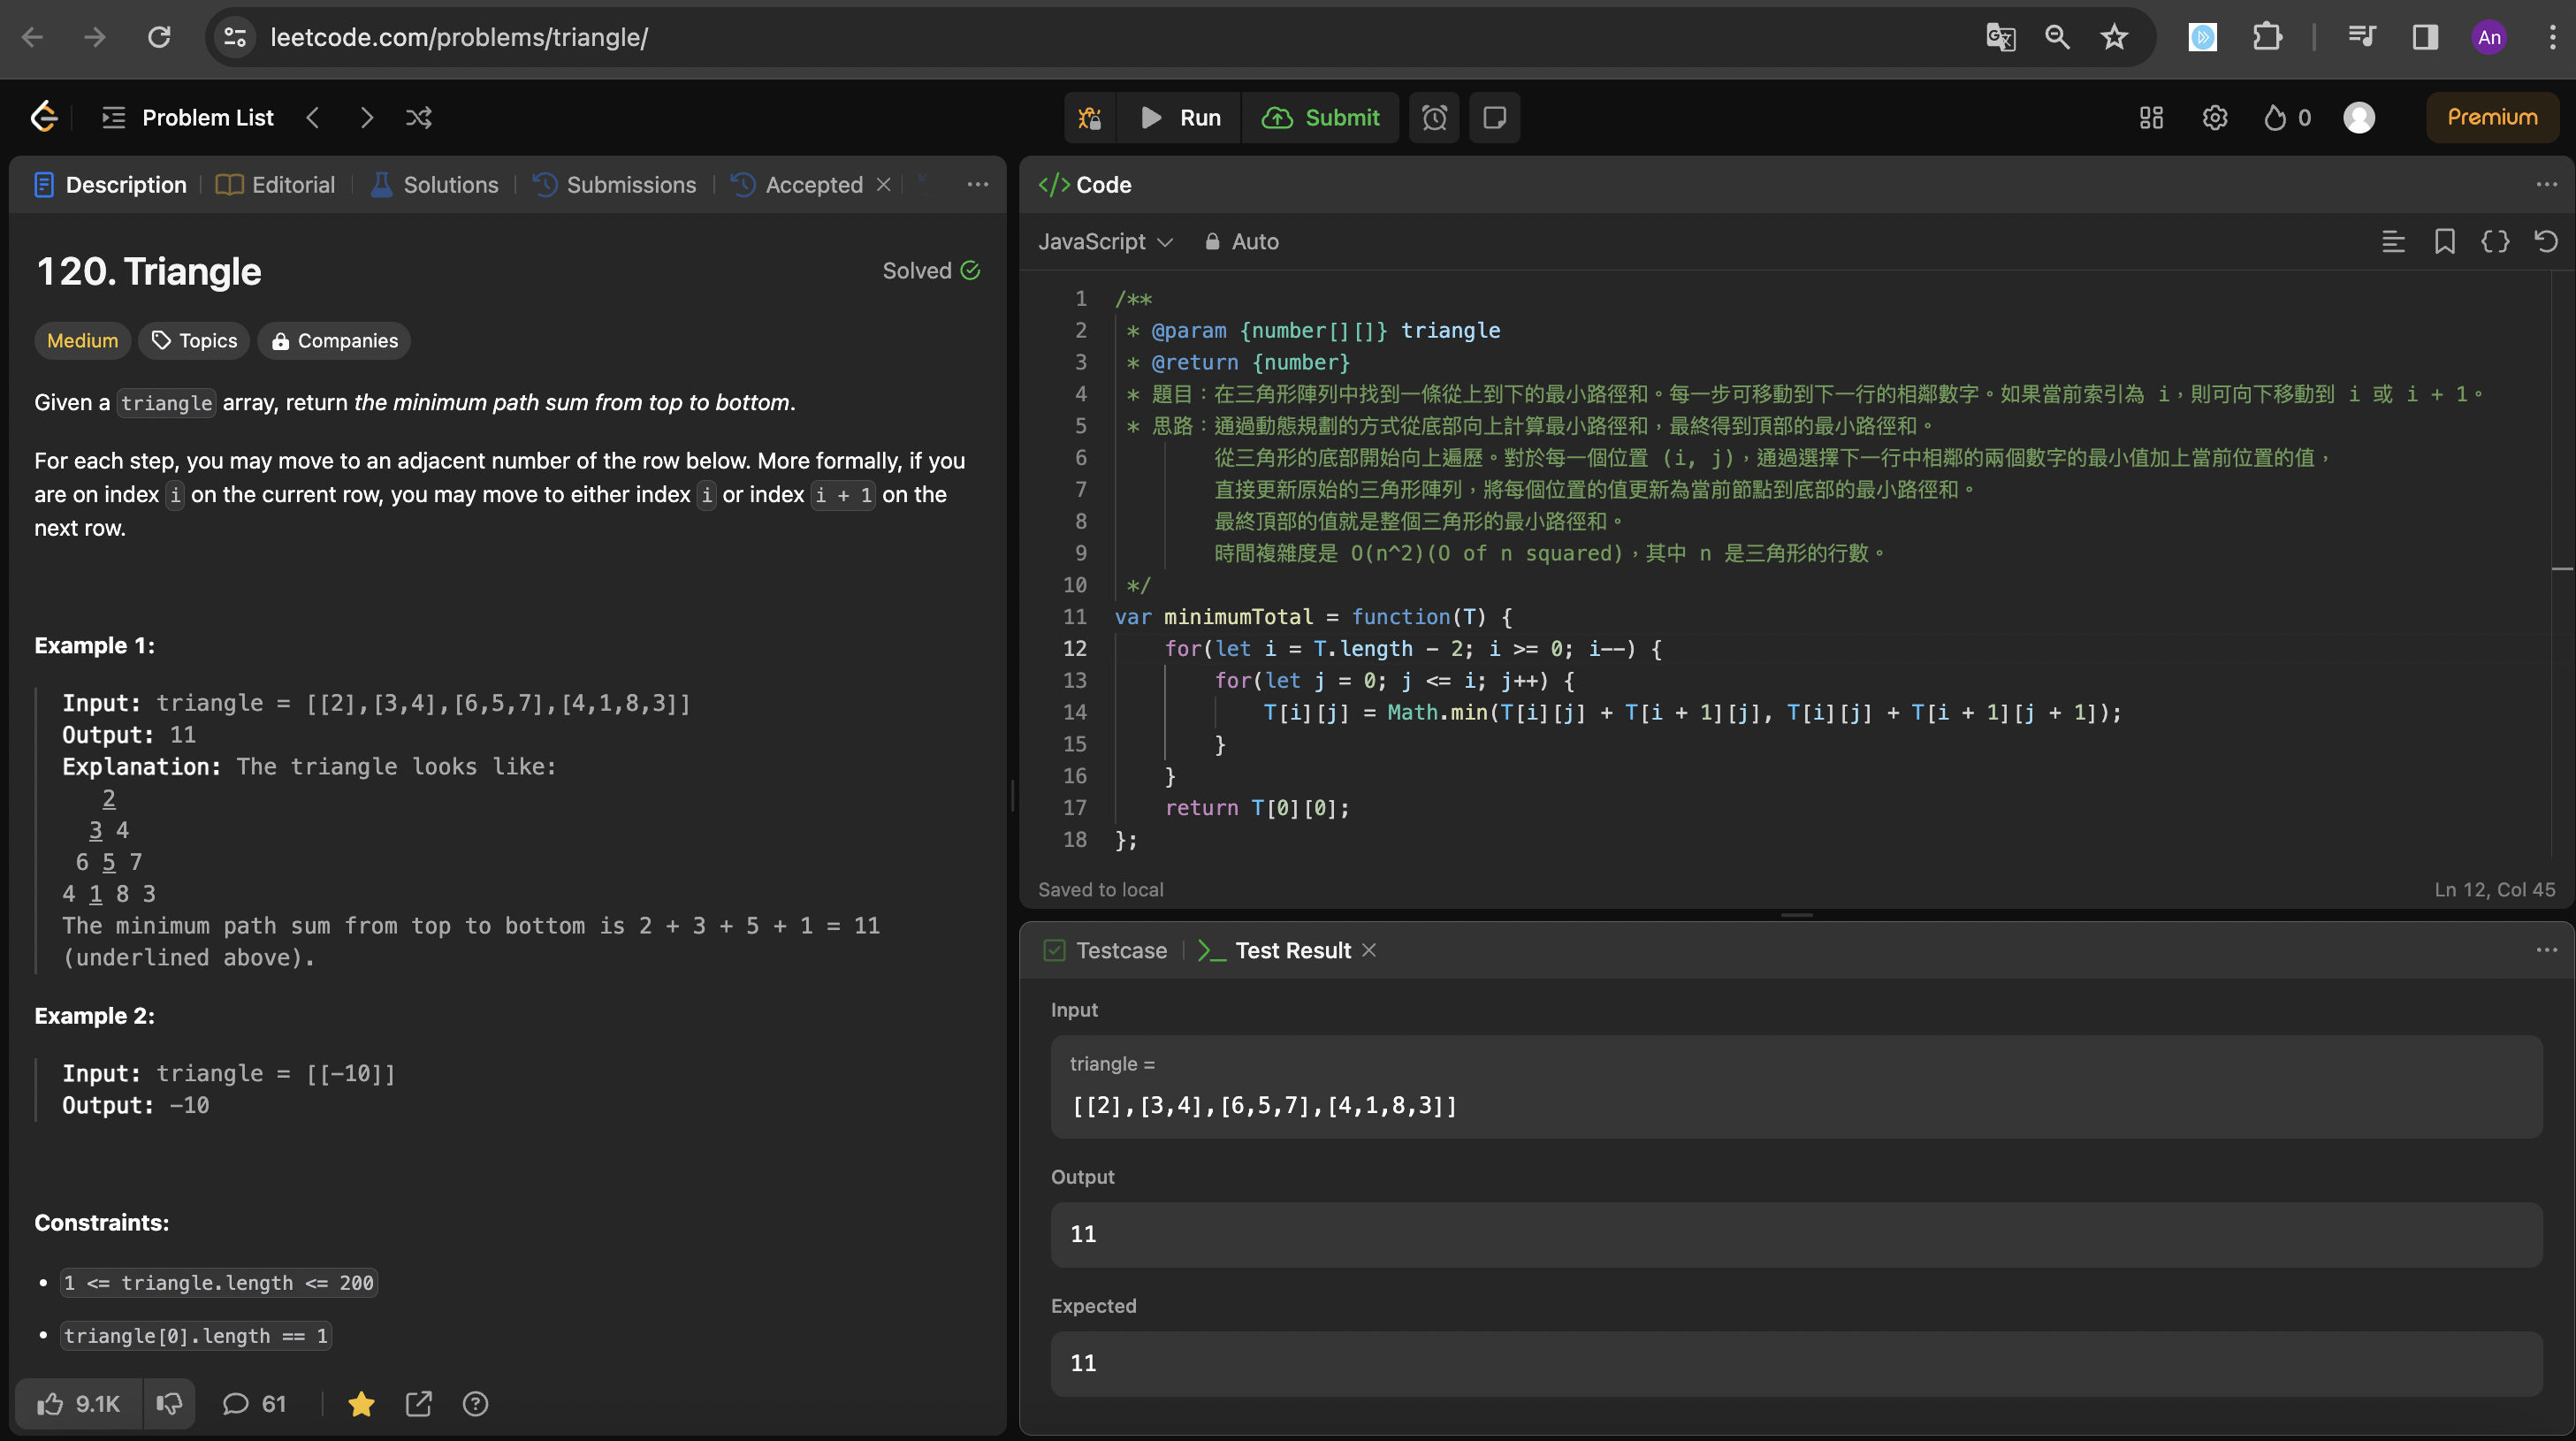 leetcode.com/problems/triangle/
An
Problem List
Run
Submit
0
Premium
Description
Editorial
Solutions
Submissions
Accepted
120. Triangle
Solved
Medium
Topics
Companies
Given a triangle array, return the minimum path sum from top to bottom.
For each step, you may move to an adjacent number of the row below. More formally, if you
are on index i on the current row, you may move to either index i or index i + 1 on the
next row.
Example 1:
Input: triangle = [[2],[3,4],[6,5,7],[4,1,8,3]]
Output: 11
Explanation: The triangle looks like:
2
3 4
6 5 7
4 1 8 3
The minimum path sum from top to bottom is 2 + 3 + 5 + 1 = 11
(underlined above).
Example 2:
Input: triangle = [[-10]]
Output: -10
Constraints:
• 1 <= triangle.length <= 200
• triangle[0].length == 1
9.1K
61
</> Code
JavaScript
Auto
1 /**
2 * @param {number[][]} triangle
3 * @return {number}
4 * 題目：在三角形陣列中找到一條從上到下的最小路徑和。每一步可移動到下一行的相鄰數字。如果當前索引為 i，則可向下移動到 i 或 i + 1。
5 * 思路：通過動態規劃的方式從底部向上計算最小路徑和，最終得到頂部的最小路徑和。
6 從三角形的底部開始向上遍歷。對於每一個位置 (i, j)，通過選擇下一行中相鄰的兩個數字的最小值加上當前位置的值，
7 直接更新原始的三角形陣列，將每個位置的值更新為當前節點到底部的最小路徑和。
8 最終頂部的值就是整個三角形的最小路徑和。
9 時間複雜度是 O(n^2)(O of n squared)，其中 n 是三角形的行數。
10 */
11 var minimumTotal = function(T) {
12 for(let i = T.length - 2; i >= 0; i--) {
13 for(let j = 0; j <= i; j++) {
14 T[i][j] = Math.min(T[i][j] + T[i + 1][j], T[i][j] + T[i + 1][j + 1]);
15 }
16 }
17 return T[0][0];
18 };
Saved to local
Ln 12, Col 45
Testcase
Test Result
Input
triangle =
[[2],[3,4],[6,5,7],[4,1,8,3]]
Output
11
Expected
11